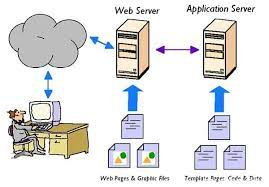 Web Server
Application Server
Web Pages & Graphic Files
Template Pages, Code & Data